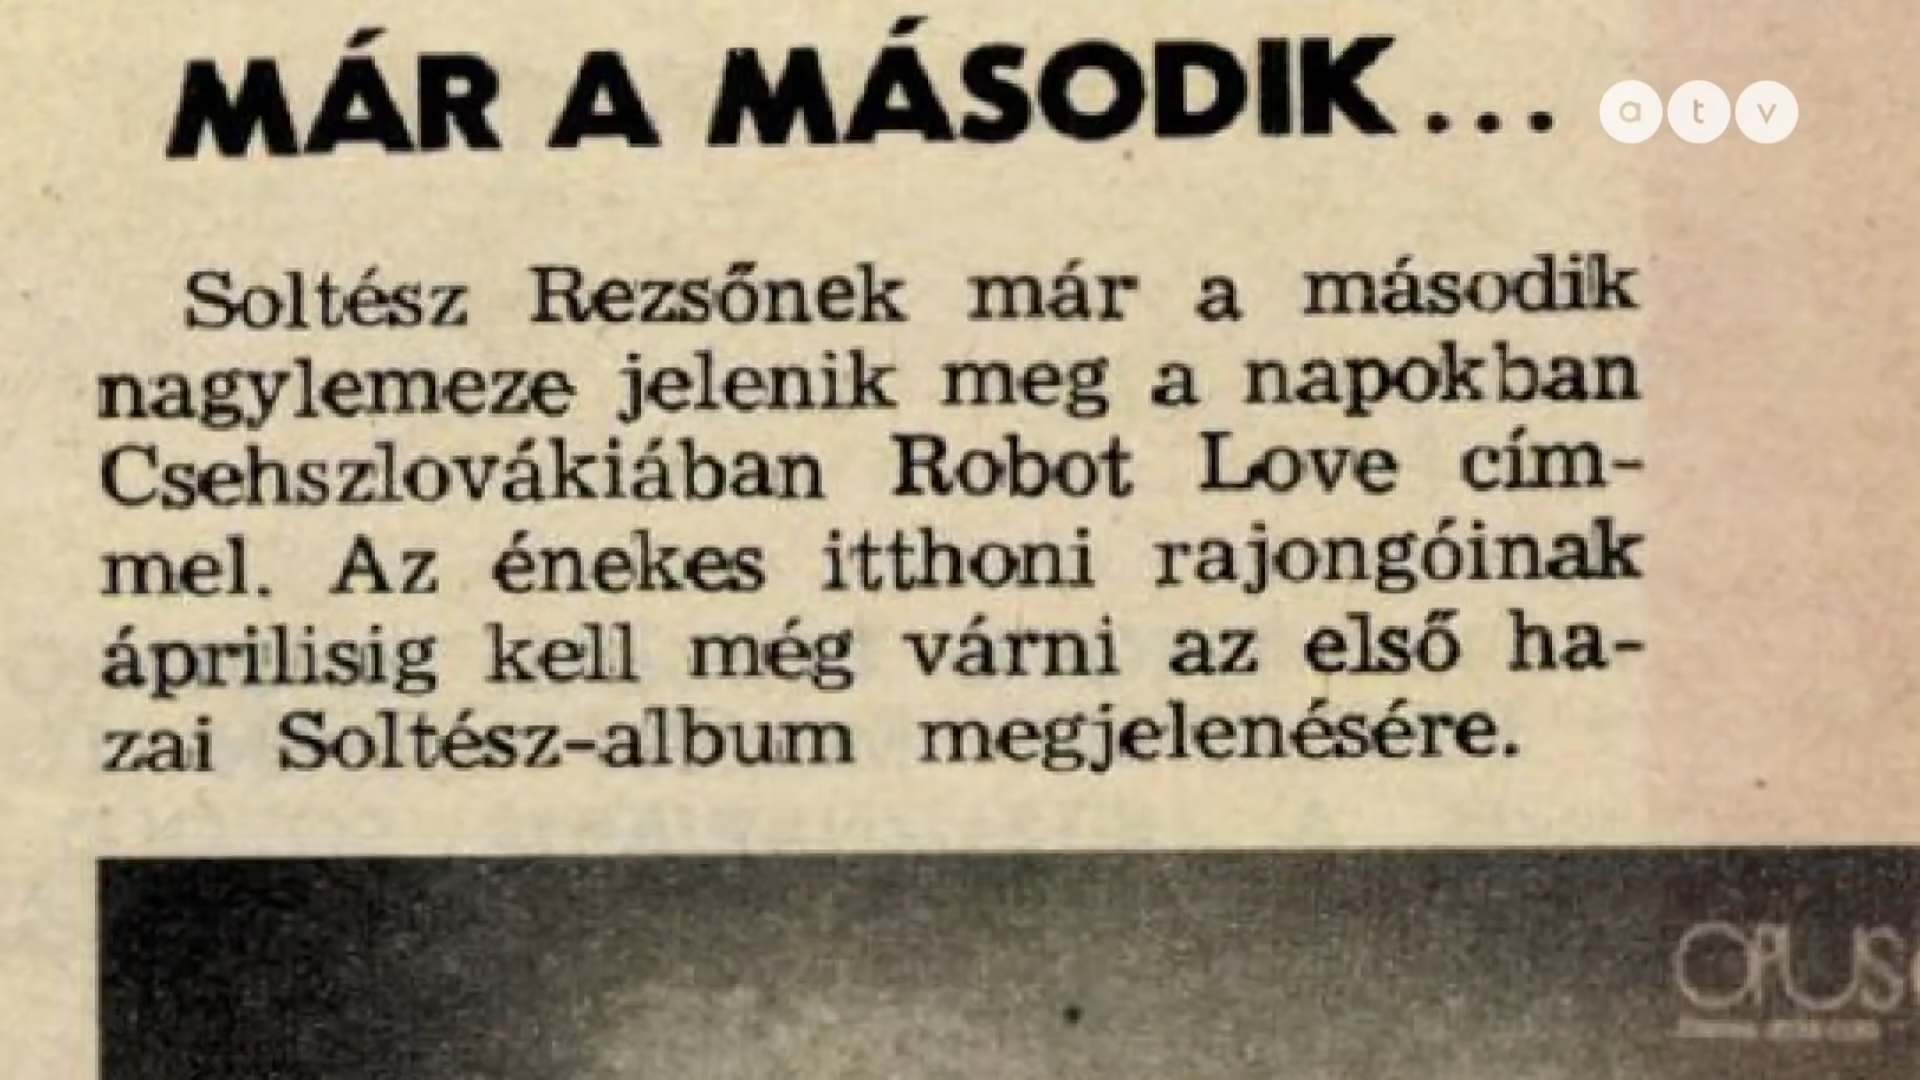 MÁR A MÁSODIK...
a t v
Soltész Rezsőnek már a második
nagylemeze jelenik meg a napokban
Csehszlovákiában Robot Love cím-
mel. Az énekes itthoni rajongóinak
áprilisig kell még várni az első ha-
zai Soltész-album megjelenésére.
OPUS